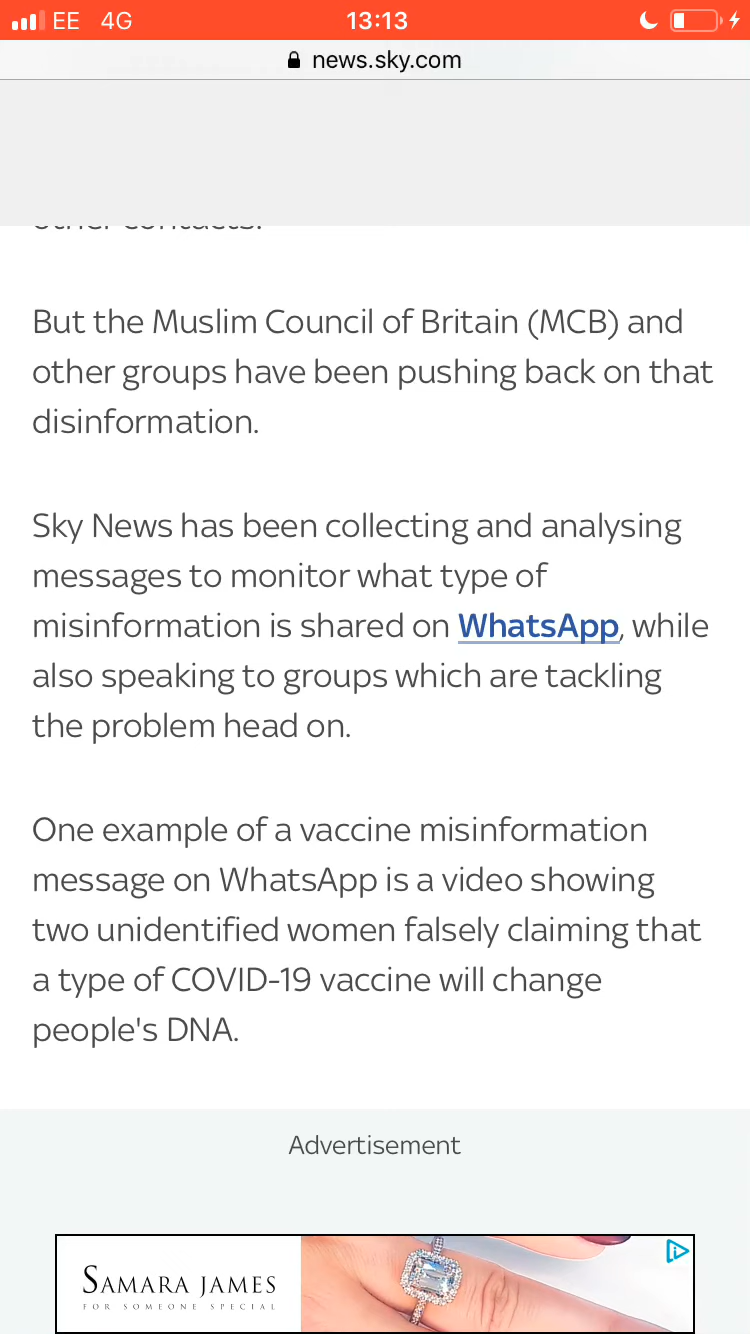 EE 4G 13:13
news.sky.com
other contacts.
But the Muslim Council of Britain (MCB) and
other groups have been pushing back on that
disinformation.
Sky News has been collecting and analysing
messages to monitor what type of
misinformation is shared on WhatsApp, while
also speaking to groups which are tackling
the problem head on.
One example of a vaccine misinformation
message on WhatsApp is a video showing
two unidentified women falsely claiming that
a type of COVID-19 vaccine will change
people's DNA.
Advertisement
SAMARA JAMES
FOR SOMEONE SPECIAL